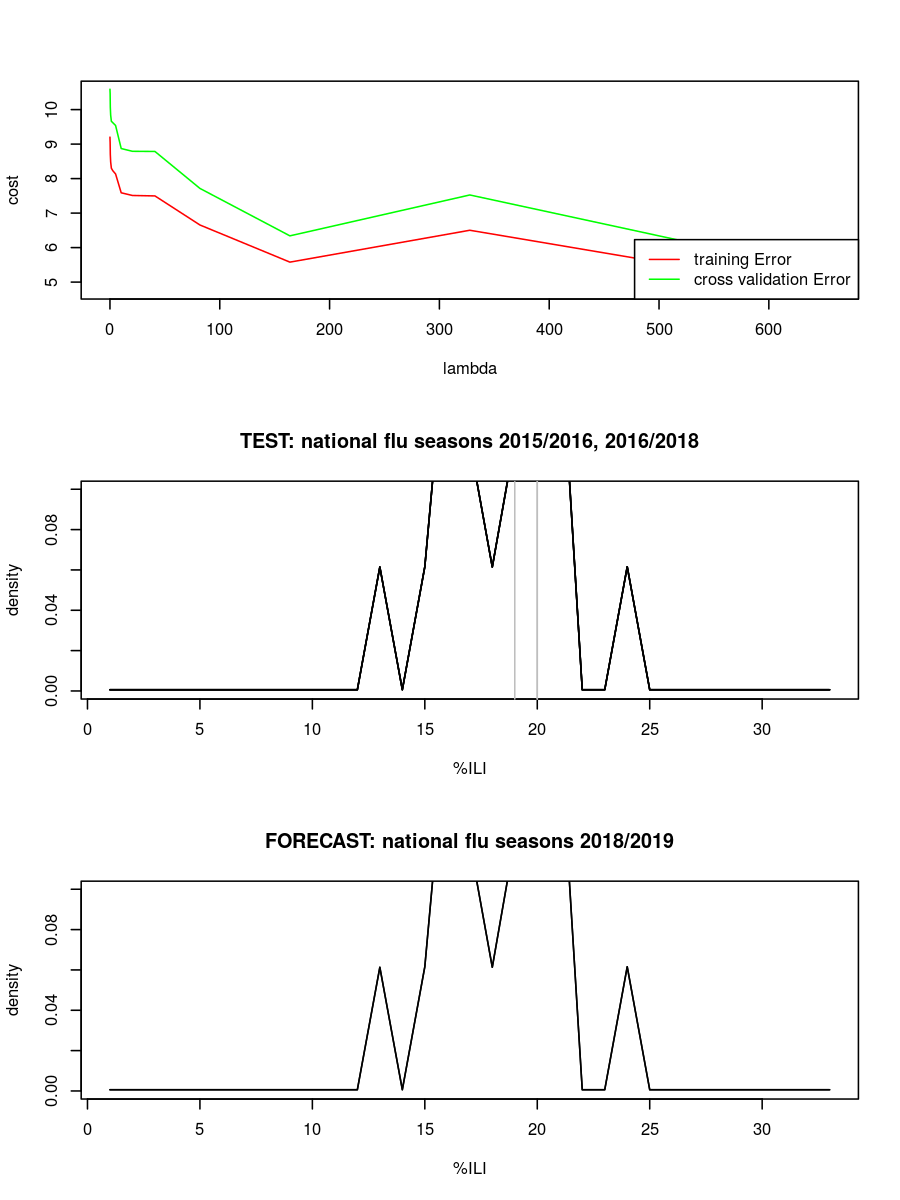 10
9
8
7
6
5
cost
training Error
cross validation Error
0 100 200 300 400 500 600
lambda
TEST: national flu seasons 2015/2016, 2016/2018
0.08
0.04
0.00
density
0 5 10 15 20 25 30
%ILI
FORECAST: national flu seasons 2018/2019
0.08
0.04
0.00
density
0 5 10 15 20 25 30
%ILI